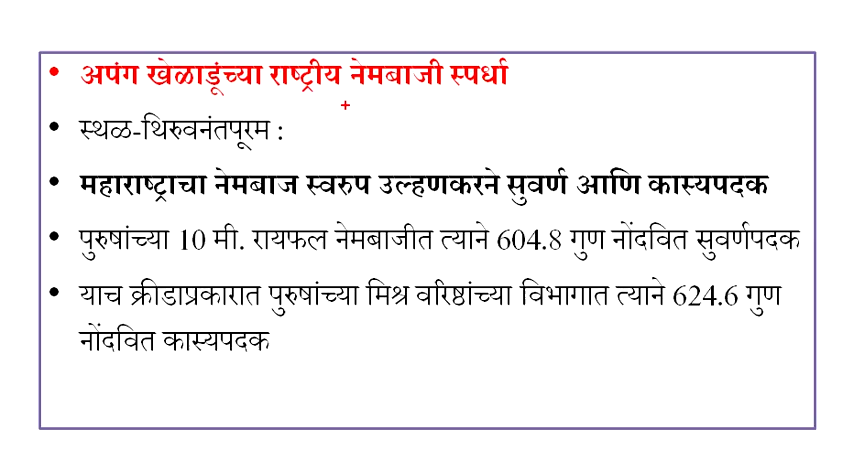 • अपंग खेळाडूंच्या राष्ट्रीय नेमबाजी स्पर्धा
• स्थळ-थिरुवनंतपूरम :
• महाराष्ट्राचा नेमबाज स्वरुप उल्हणकरने सुवर्ण आणि कास्यपदक
• पुरुषांच्या 10 मी. रायफल नेमबाजीत त्याने 604.8 गुण नोंदवित सुवर्णपदक
• याच क्रीडाप्रकारात पुरुषांच्या मिश्र वरिष्ठांच्या विभागात त्याने 624.6 गुण
नोंदवित कास्यपदक